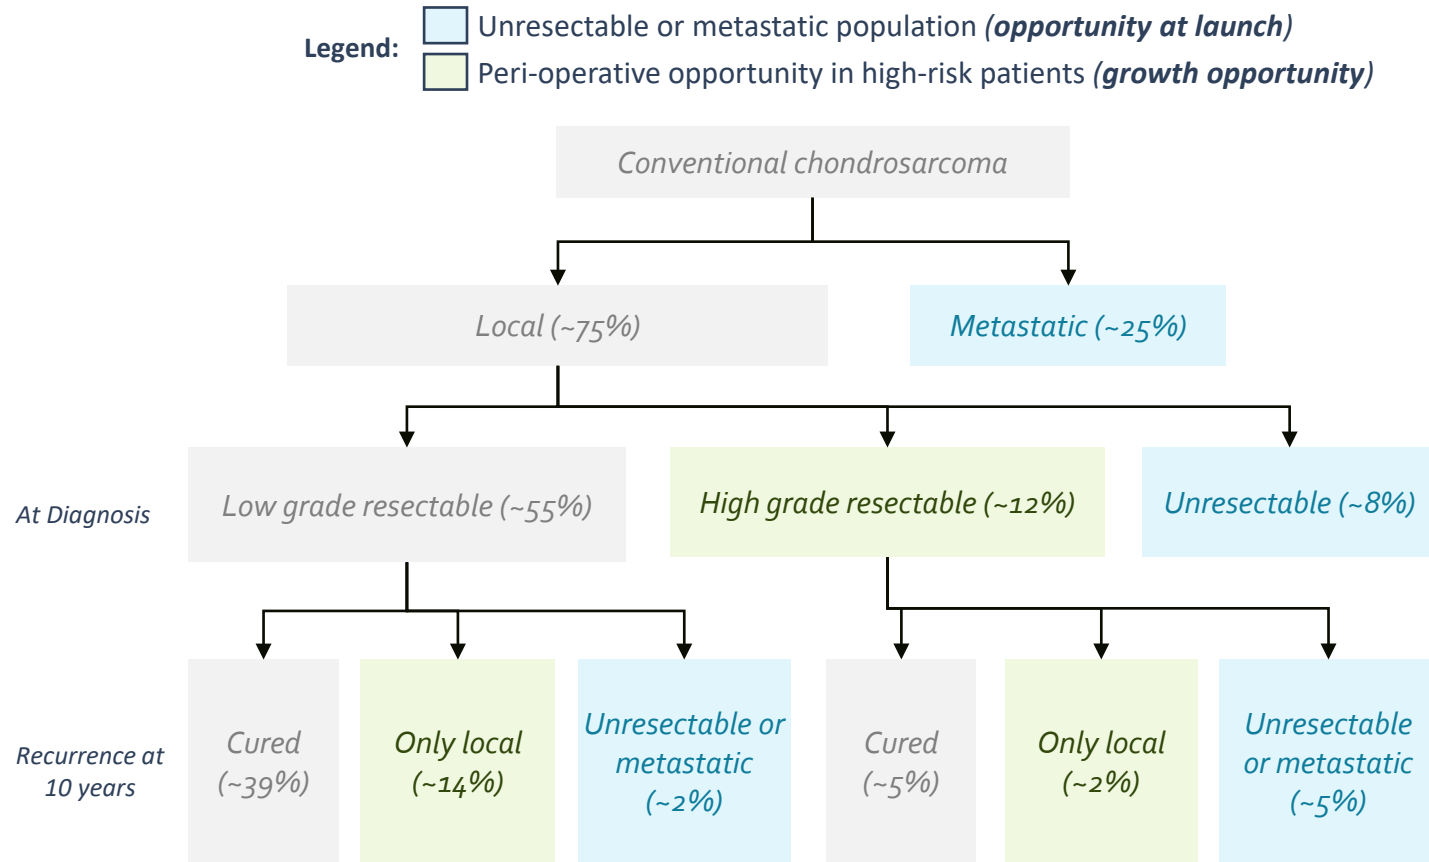 Legend:
Unresectable or metastatic population (opportunity at launch)
Peri-operative opportunity in high-risk patients (growth opportunity)
Conventional chondrosarcoma
Local (~75%)
Metastatic (~25%)
At Diagnosis
Low grade resectable (~55%)
High grade resectable (~12%)
Unresectable (~8%)
Recurrence at
10 years
Cured
(~39%)
Only local
(~14%)
Unresectable or
metastatic
(~2%)
Cured
(~5%)
Only local
(~2%)
Unresectable
or metastatic
(~5%)